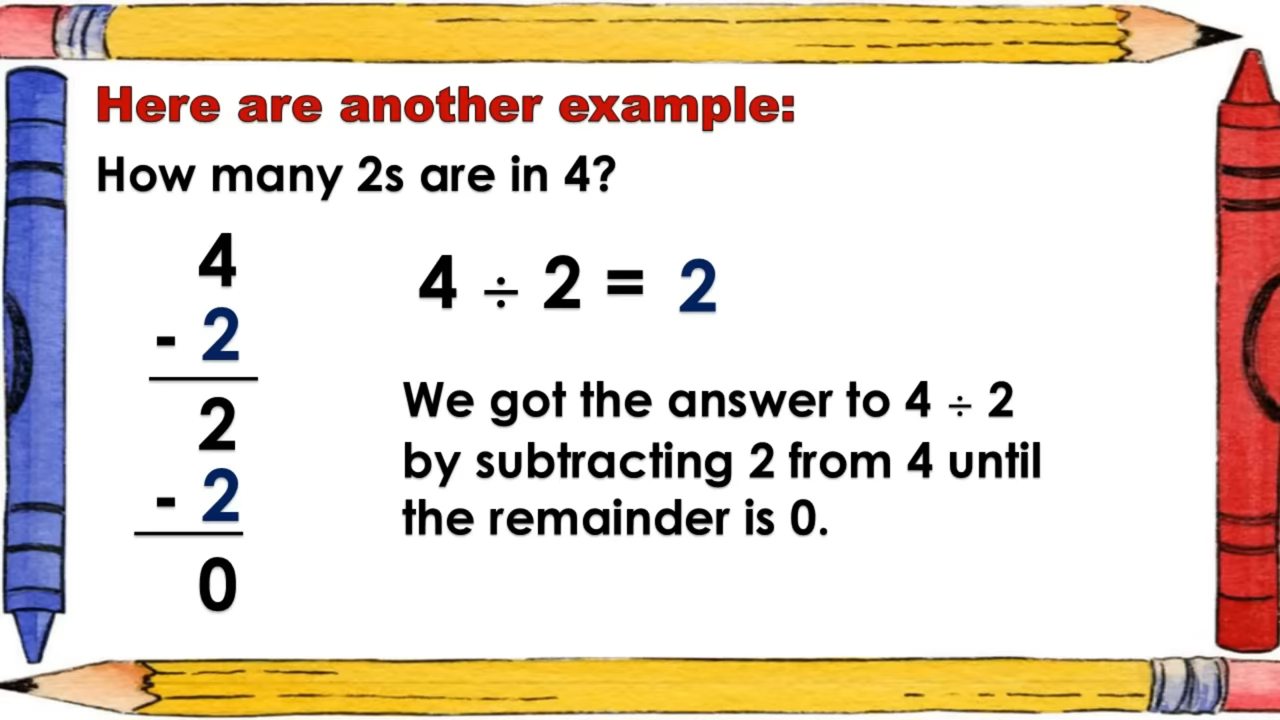 Here are another example:
How many 2s are in 4?
4
- 2
2
- 2
0
4 ÷ 2 = 2
We got the answer to 4 ÷ 2
by subtracting 2 from 4 until
the remainder is 0.